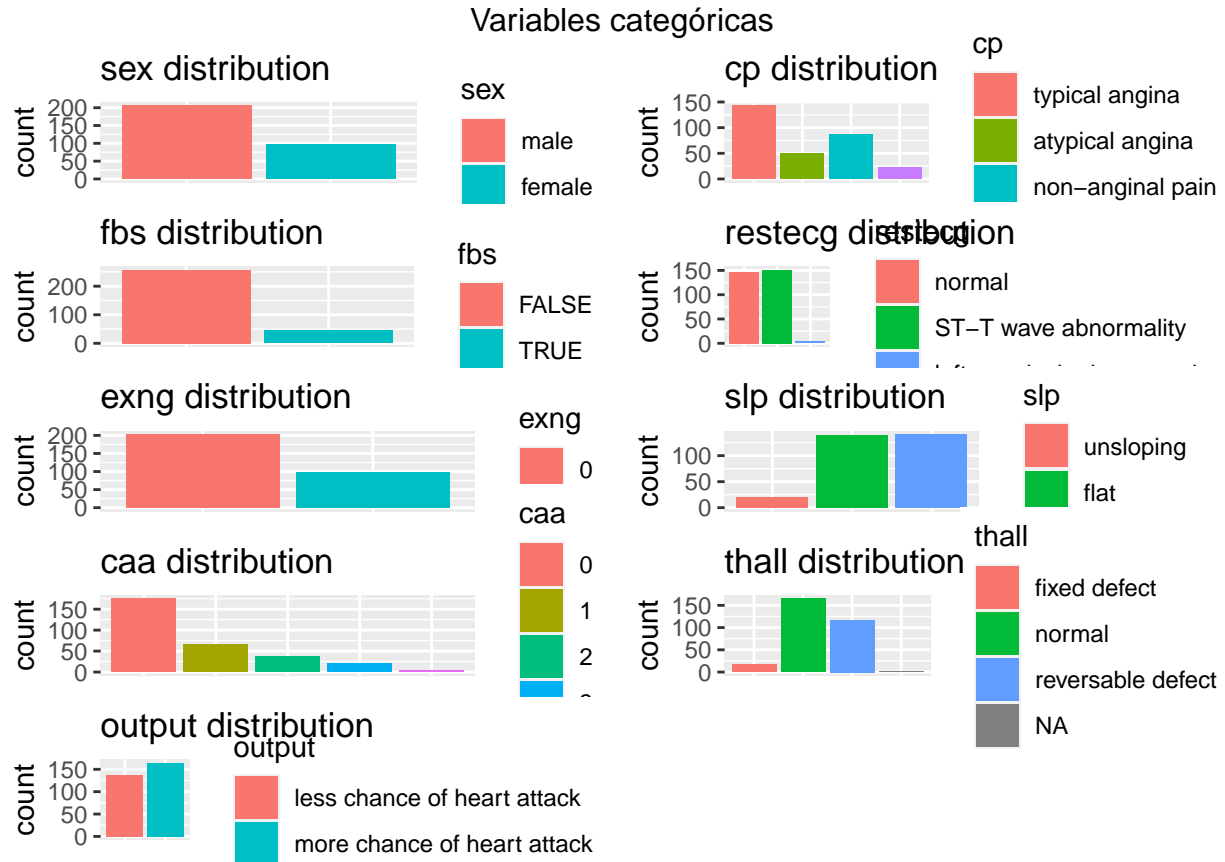 Variables categóricas
sex distribution
count
200
150
100
50
0
sex
male
female
cp distribution
count
150
100
50
0
cp
typical angina
atypical angina
non−anginal pain
fbs distribution
count
200
100
0
fbs
FALSE
TRUE
restecg distribution
count
150
100
50
0
restecg
normal
ST−T wave abnormality
exng distribution
count
200
150
100
50
0
exng
0
slp distribution
count
100
50
0
slp
unsloping
flat
caa distribution
count
150
100
50
0
caa
0
1
2
thall distribution
count
150
100
50
0
thall
fixed defect
normal
reversable defect
NA
output distribution
count
150
100
50
0
output
less chance of heart attack
more chance of heart attack